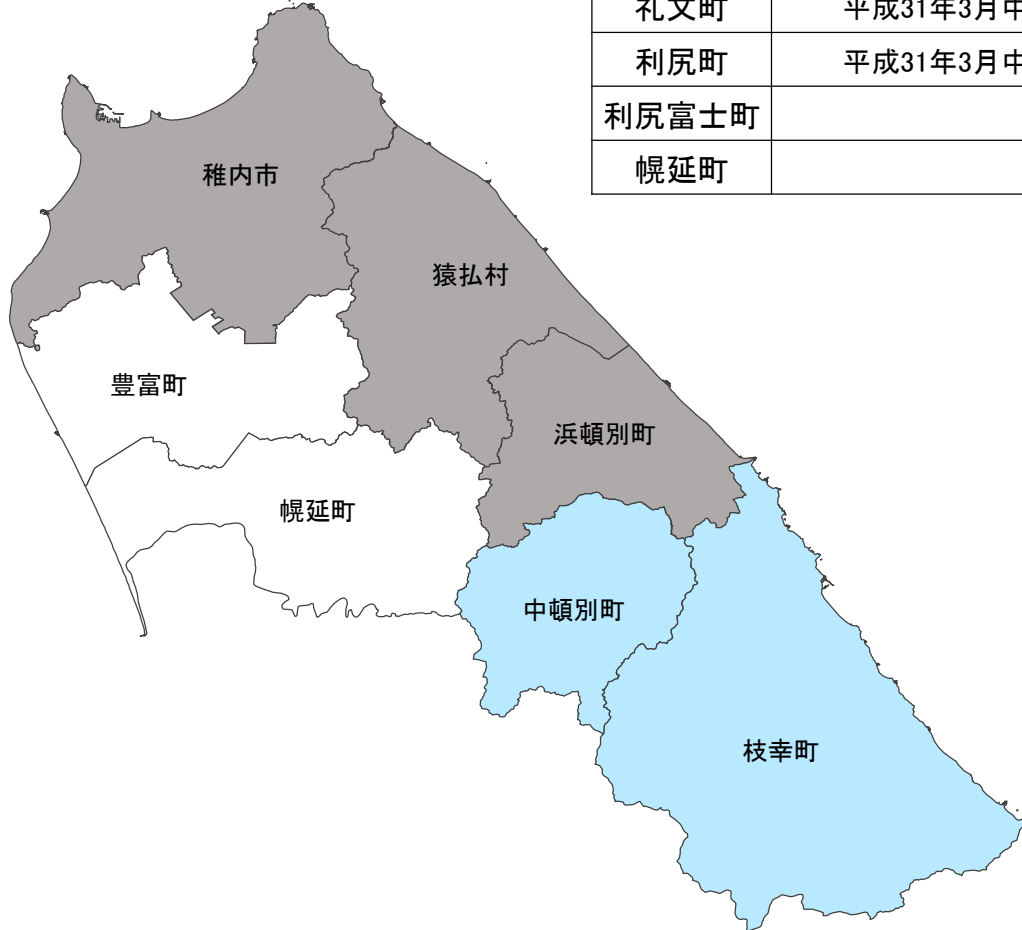 礼文町 平成31年3月中
利尻町 平成31年3月中
利尻富士町
幌延町
稚内市
猿払村
豊富町
浜頓別町
幌延町
中頓別町
枝幸町